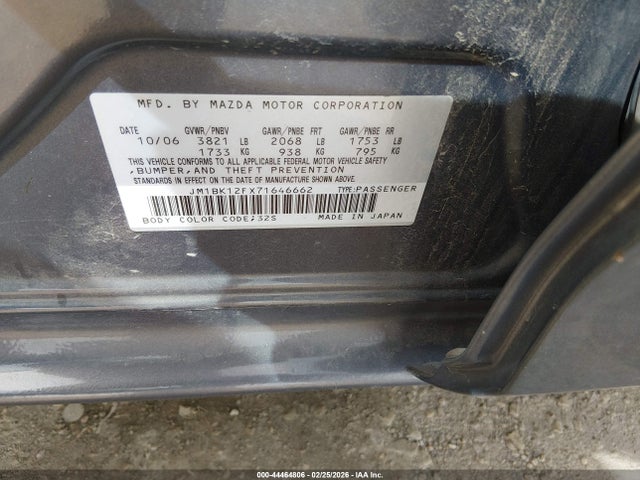 MFD. BY MAZDA MOTOR CORPORATION
DATE GVWR/PNBV GAWR/PNBE FRT GAWR/PNBE RR
10/06 3821 LB 2068 LB 1753 LB
1733 KG 938 KG 795 KG
THIS VEHICLE CONFORMS TO ALL APPLICABLE FEDERAL MOTOR VEHICLE SAFETY
,BUMPER,AND THEFT PREVENTION
STANDARDS IN EFFECT ON THE DATE OF MANUFACTURE SHOWN ABOVE.
JM1BK12FX71646662 TYPE:PASSENGER
BODY COLOR CODE;32S MADE IN JAPAN
000-44464806 - 02/25/2026 - IAA Inc.